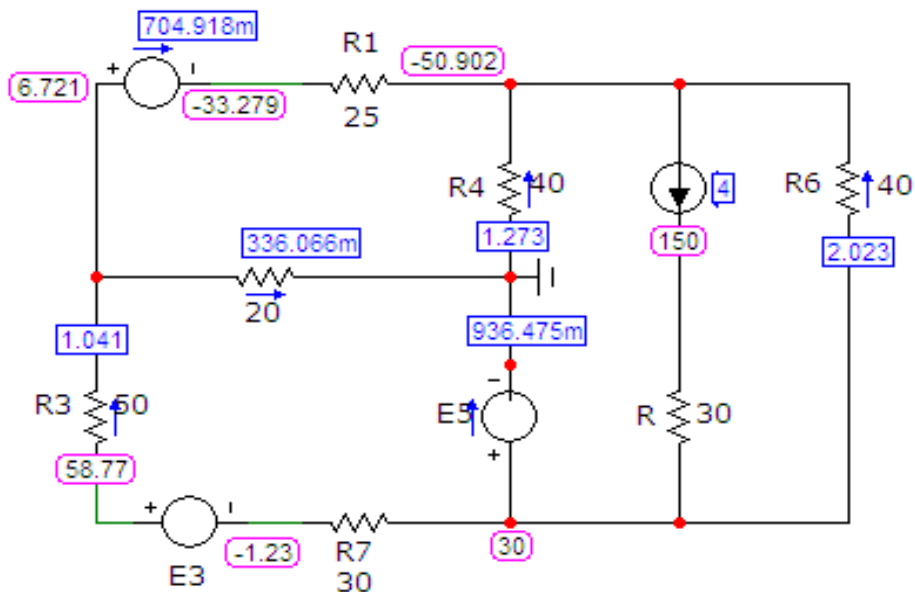 704.918m
R1
-50.902
+ -
6.721
-33.279
25
R4 40
4
R6 40
336.066m
1.273
150
2.023
20
1.041
936.475m
-
R3 50
E5
R 30
+
58.77
+ -
-1.23
R7
30
30
E3